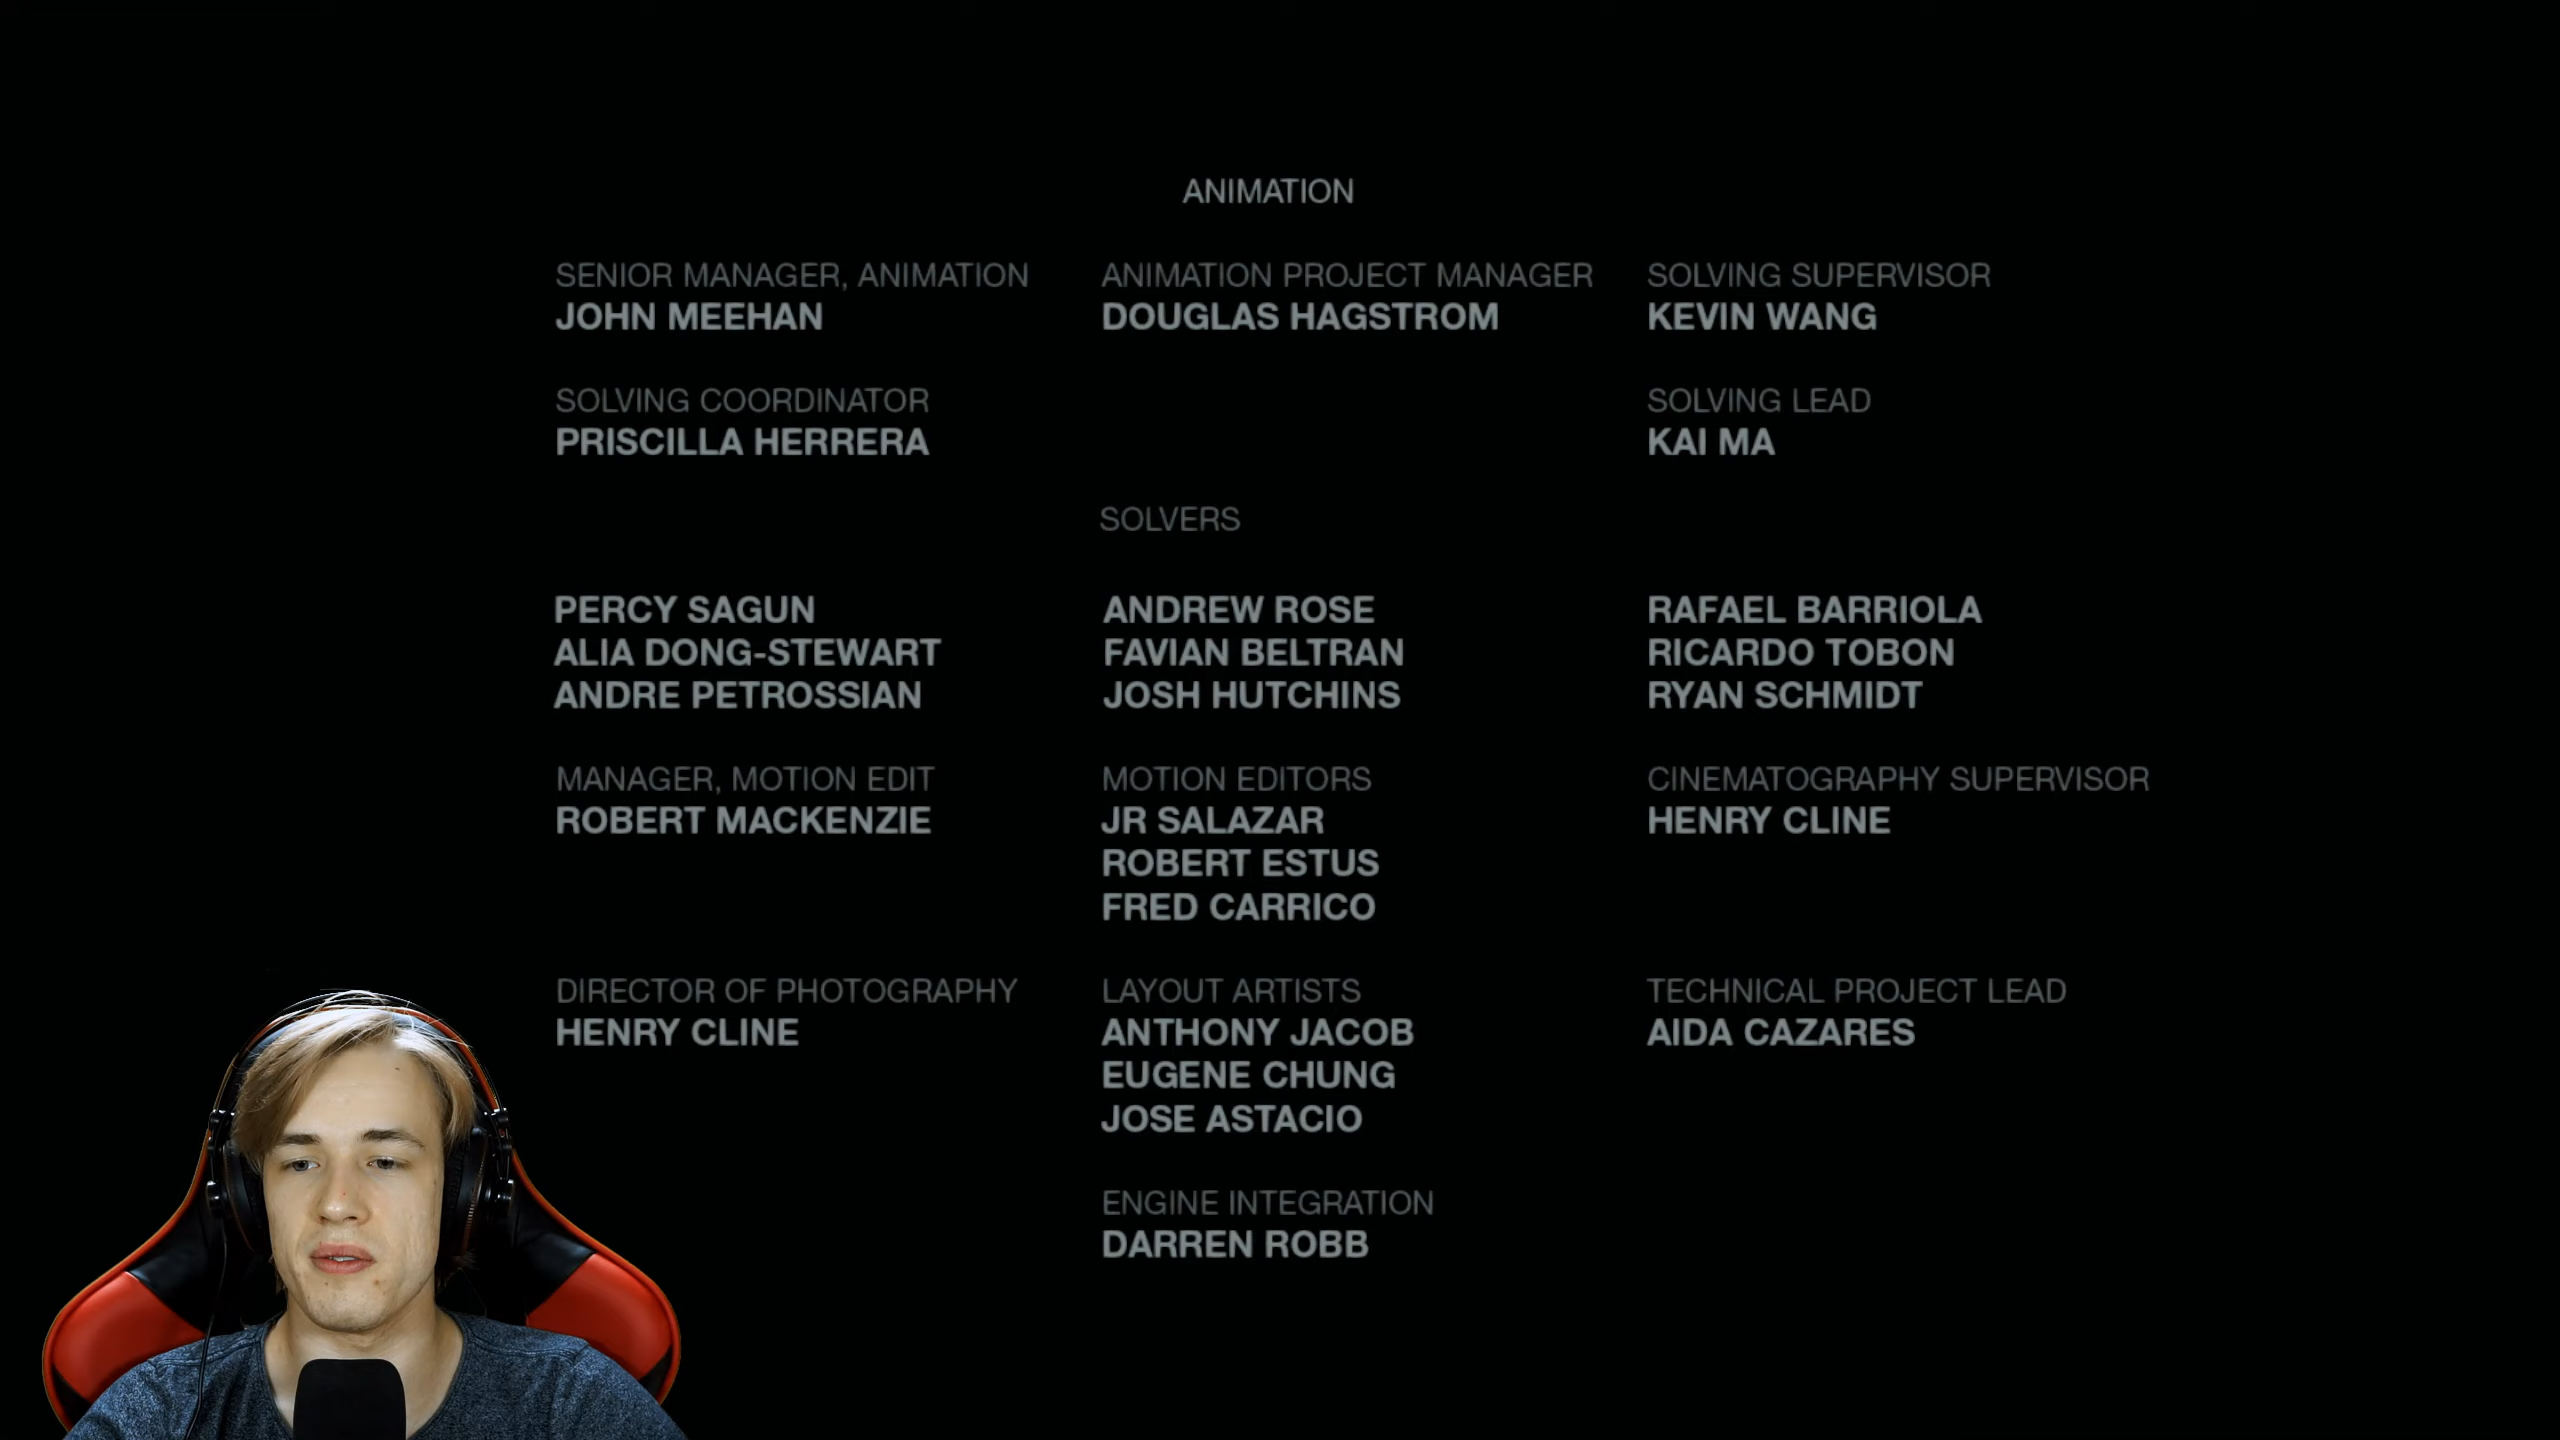 ANIMATION
SENIOR MANAGER, ANIMATION
JOHN MEEHAN
ANIMATION PROJECT MANAGER
DOUGLAS HAGSTROM
SOLVING SUPERVISOR
KEVIN WANG
SOLVING COORDINATOR
PRISCILLA HERRERA
SOLVING LEAD
KAI MA
SOLVERS
PERCY SAGUN
ALIA DONG-STEWART
ANDRE PETROSSIAN
ANDREW ROSE
FAVIAN BELTRAN
JOSH HUTCHINS
RAFAEL BARRIOLA
RICARDO TOBON
RYAN SCHMIDT
MANAGER, MOTION EDIT
ROBERT MACKENZIE
MOTION EDITORS
JR SALAZAR
ROBERT ESTUS
FRED CARRICO
CINEMATOGRAPHY SUPERVISOR
HENRY CLINE
DIRECTOR OF PHOTOGRAPHY
HENRY CLINE
LAYOUT ARTISTS
ANTHONY JACOB
EUGENE CHUNG
JOSE ASTACIO
TECHNICAL PROJECT LEAD
AIDA CAZARES
ENGINE INTEGRATION
DARREN ROBB